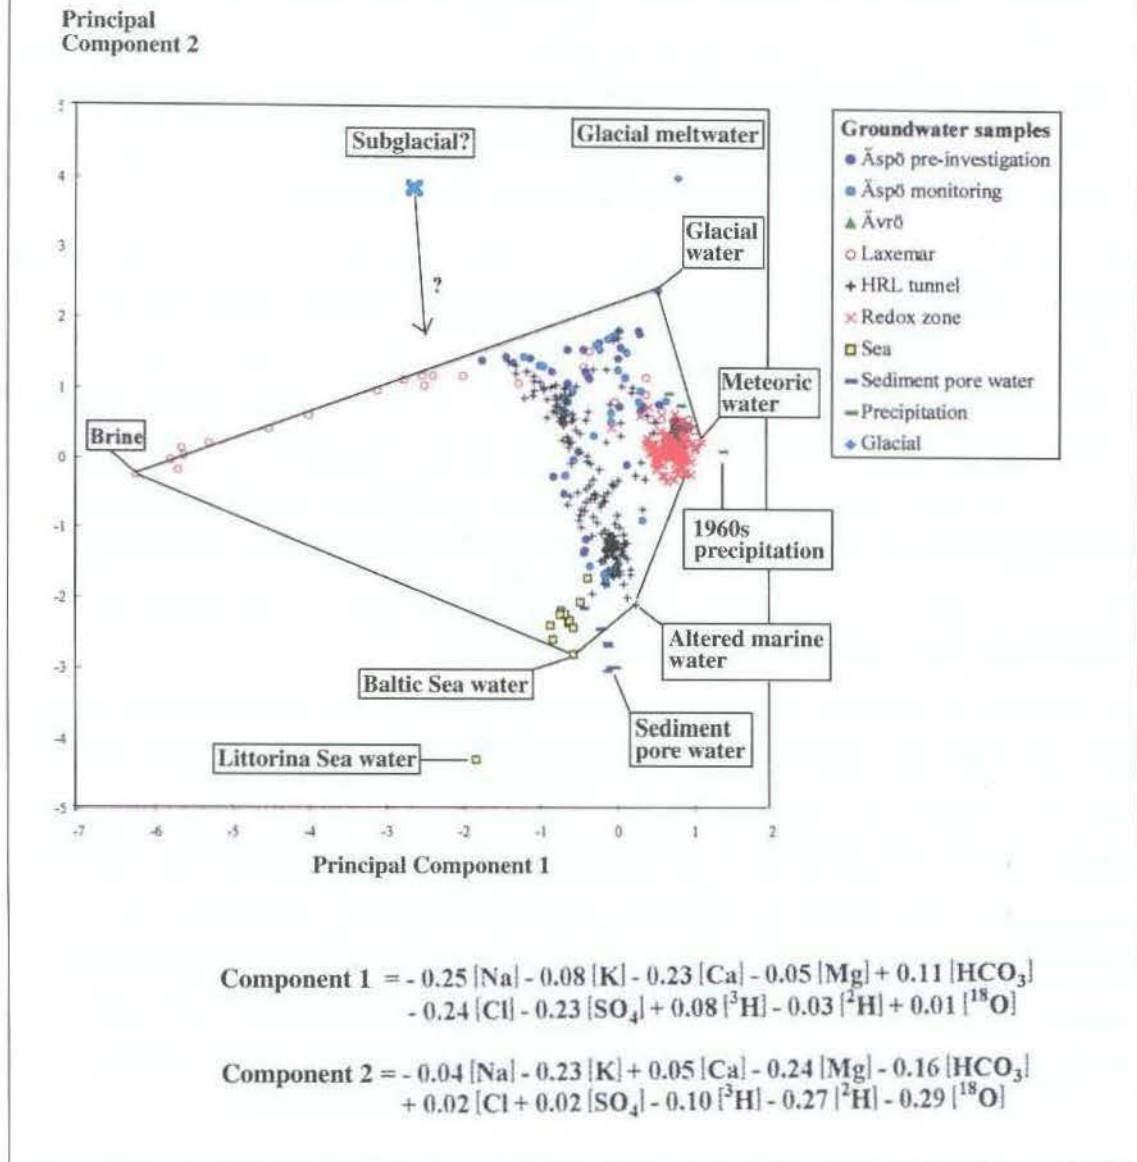 Principal
Component 2
5
4
3
2
1
0
-1
-2
-3
-4
-5
-7
-6
-5
-4
-3
-2
-1
0
1
2
Principal Component 1
Subglacial?
?
Glacial meltwater
Glacial
water
Meteoric
water
Brine
1960s
precipitation
Altered marine
water
Baltic Sea water
Sediment
pore water
Littorina Sea water
Groundwater samples
Äspö pre-investigation
Äspö monitoring
Ävrö
Laxemar
HRL tunnel
Redox zone
Sea
Sediment pore water
Precipitation
Glacial
Component 1 = - 0.25 [Na] - 0.08 [K] - 0.23 [Ca] - 0.05 [Mg] + 0.11 [HCO₃]
- 0.24 [Cl] - 0.23 [SO₄] + 0.08 [³H] - 0.03 [²H] + 0.01 [¹⁸O]
Component 2 = - 0.04 [Na] - 0.23 [K] + 0.05 [Ca] - 0.24 [Mg] - 0.16 [HCO₃]
+ 0.02 [Cl + 0.02 [SO₄] - 0.10 [³H] - 0.27 [²H] - 0.29 [¹⁸O]